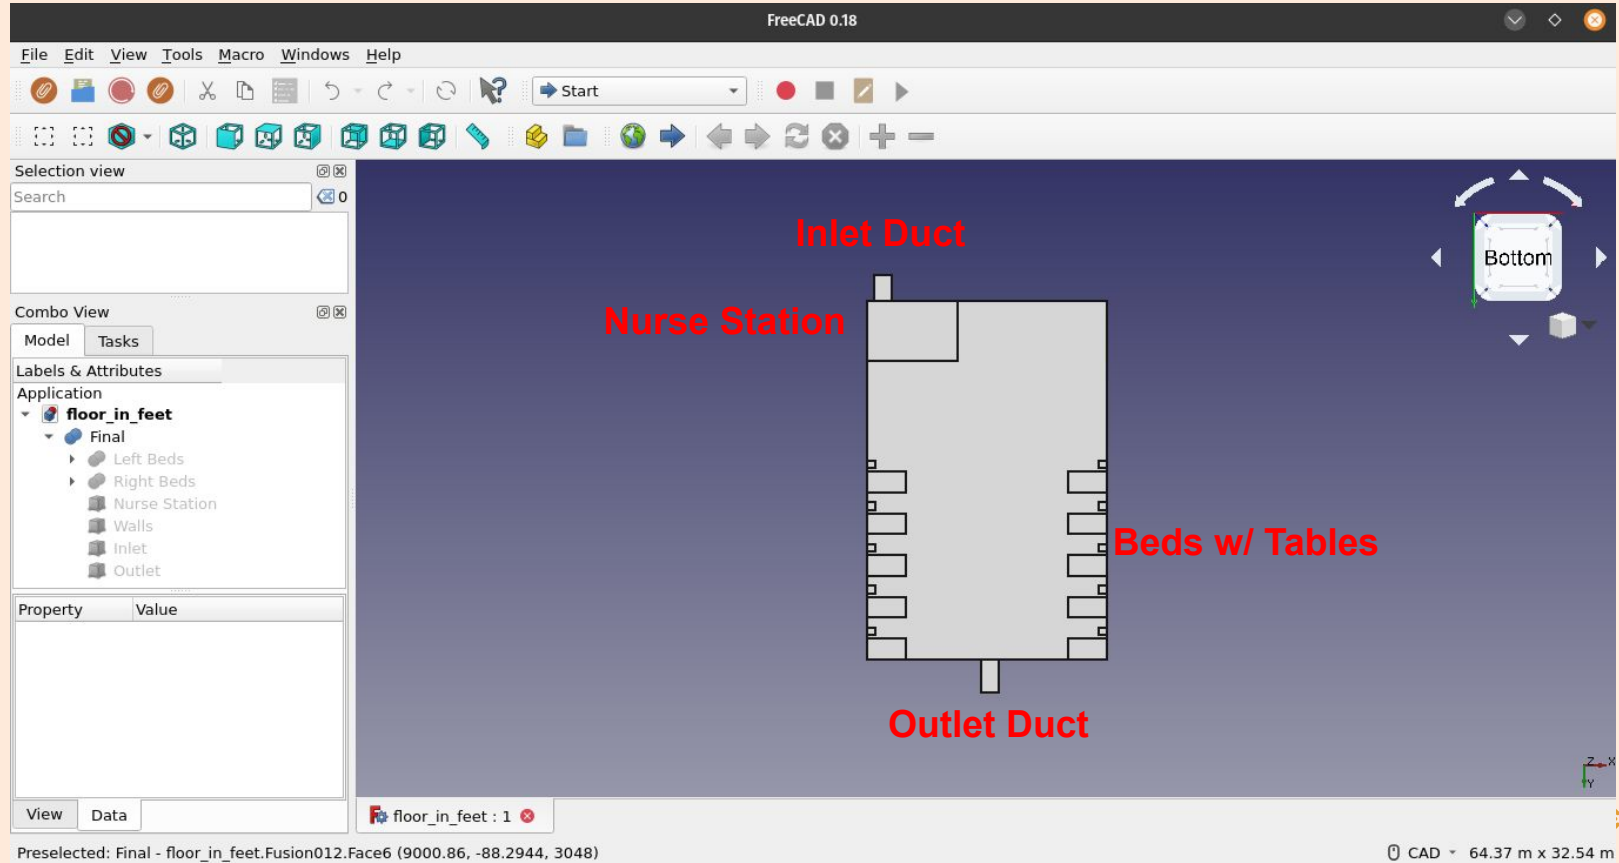 FreeCAD 0.18
File Edit View Tools Macro Windows Help
Start
Selection view
Search
0
Combo View
Model Tasks
Labels & Attributes
Application
floor_in_feet
Final
Left Beds
Right Beds
Nurse Station
Walls
Inlet
Outlet
Property Value
View Data
Inlet Duct
Nurse Station
Beds w/ Tables
Outlet Duct
Bottom
Z X
Y
floor_in_feet : 1
Preselected: Final - floor_in_feet.Fusion012.Face6 (9000.86, -88.2944, 3048)
CAD 64.37 m x 32.54 m